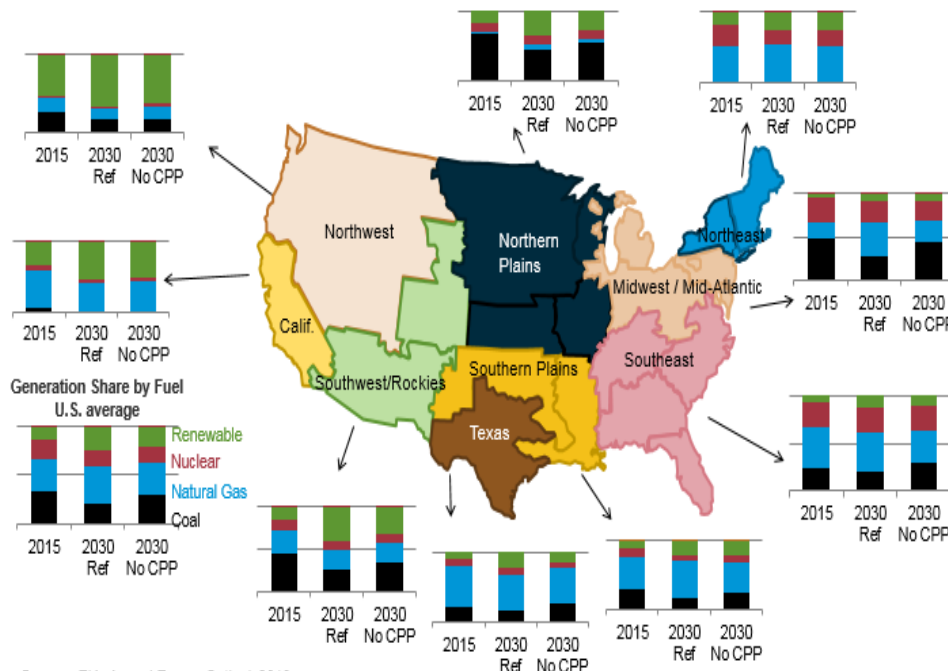 2015
2030
Ref
2030
No CPP
2015
2030
Ref
2030
No CPP
2015
2030
Ref
2030
No CPP
Northwest
Northern
Plains
Northeast
Midwest / Mid-Atlantic
2015
2030
Ref
2030
No CPP
2015
2030
Ref
2030
No CPP
Calif.
Southwest/Rockies
Southern Plains
Southeast
Texas
Generation Share by Fuel
U.S. average
Renewable
Nuclear
Natural Gas
Coal
2015
2030
Ref
2030
No CPP
2015
2030
Ref
2030
No CPP
2015
2030
Ref
2030
No CPP
2015
2030
Ref
2030
No CPP
2015
2030
Ref
2030
No CPP